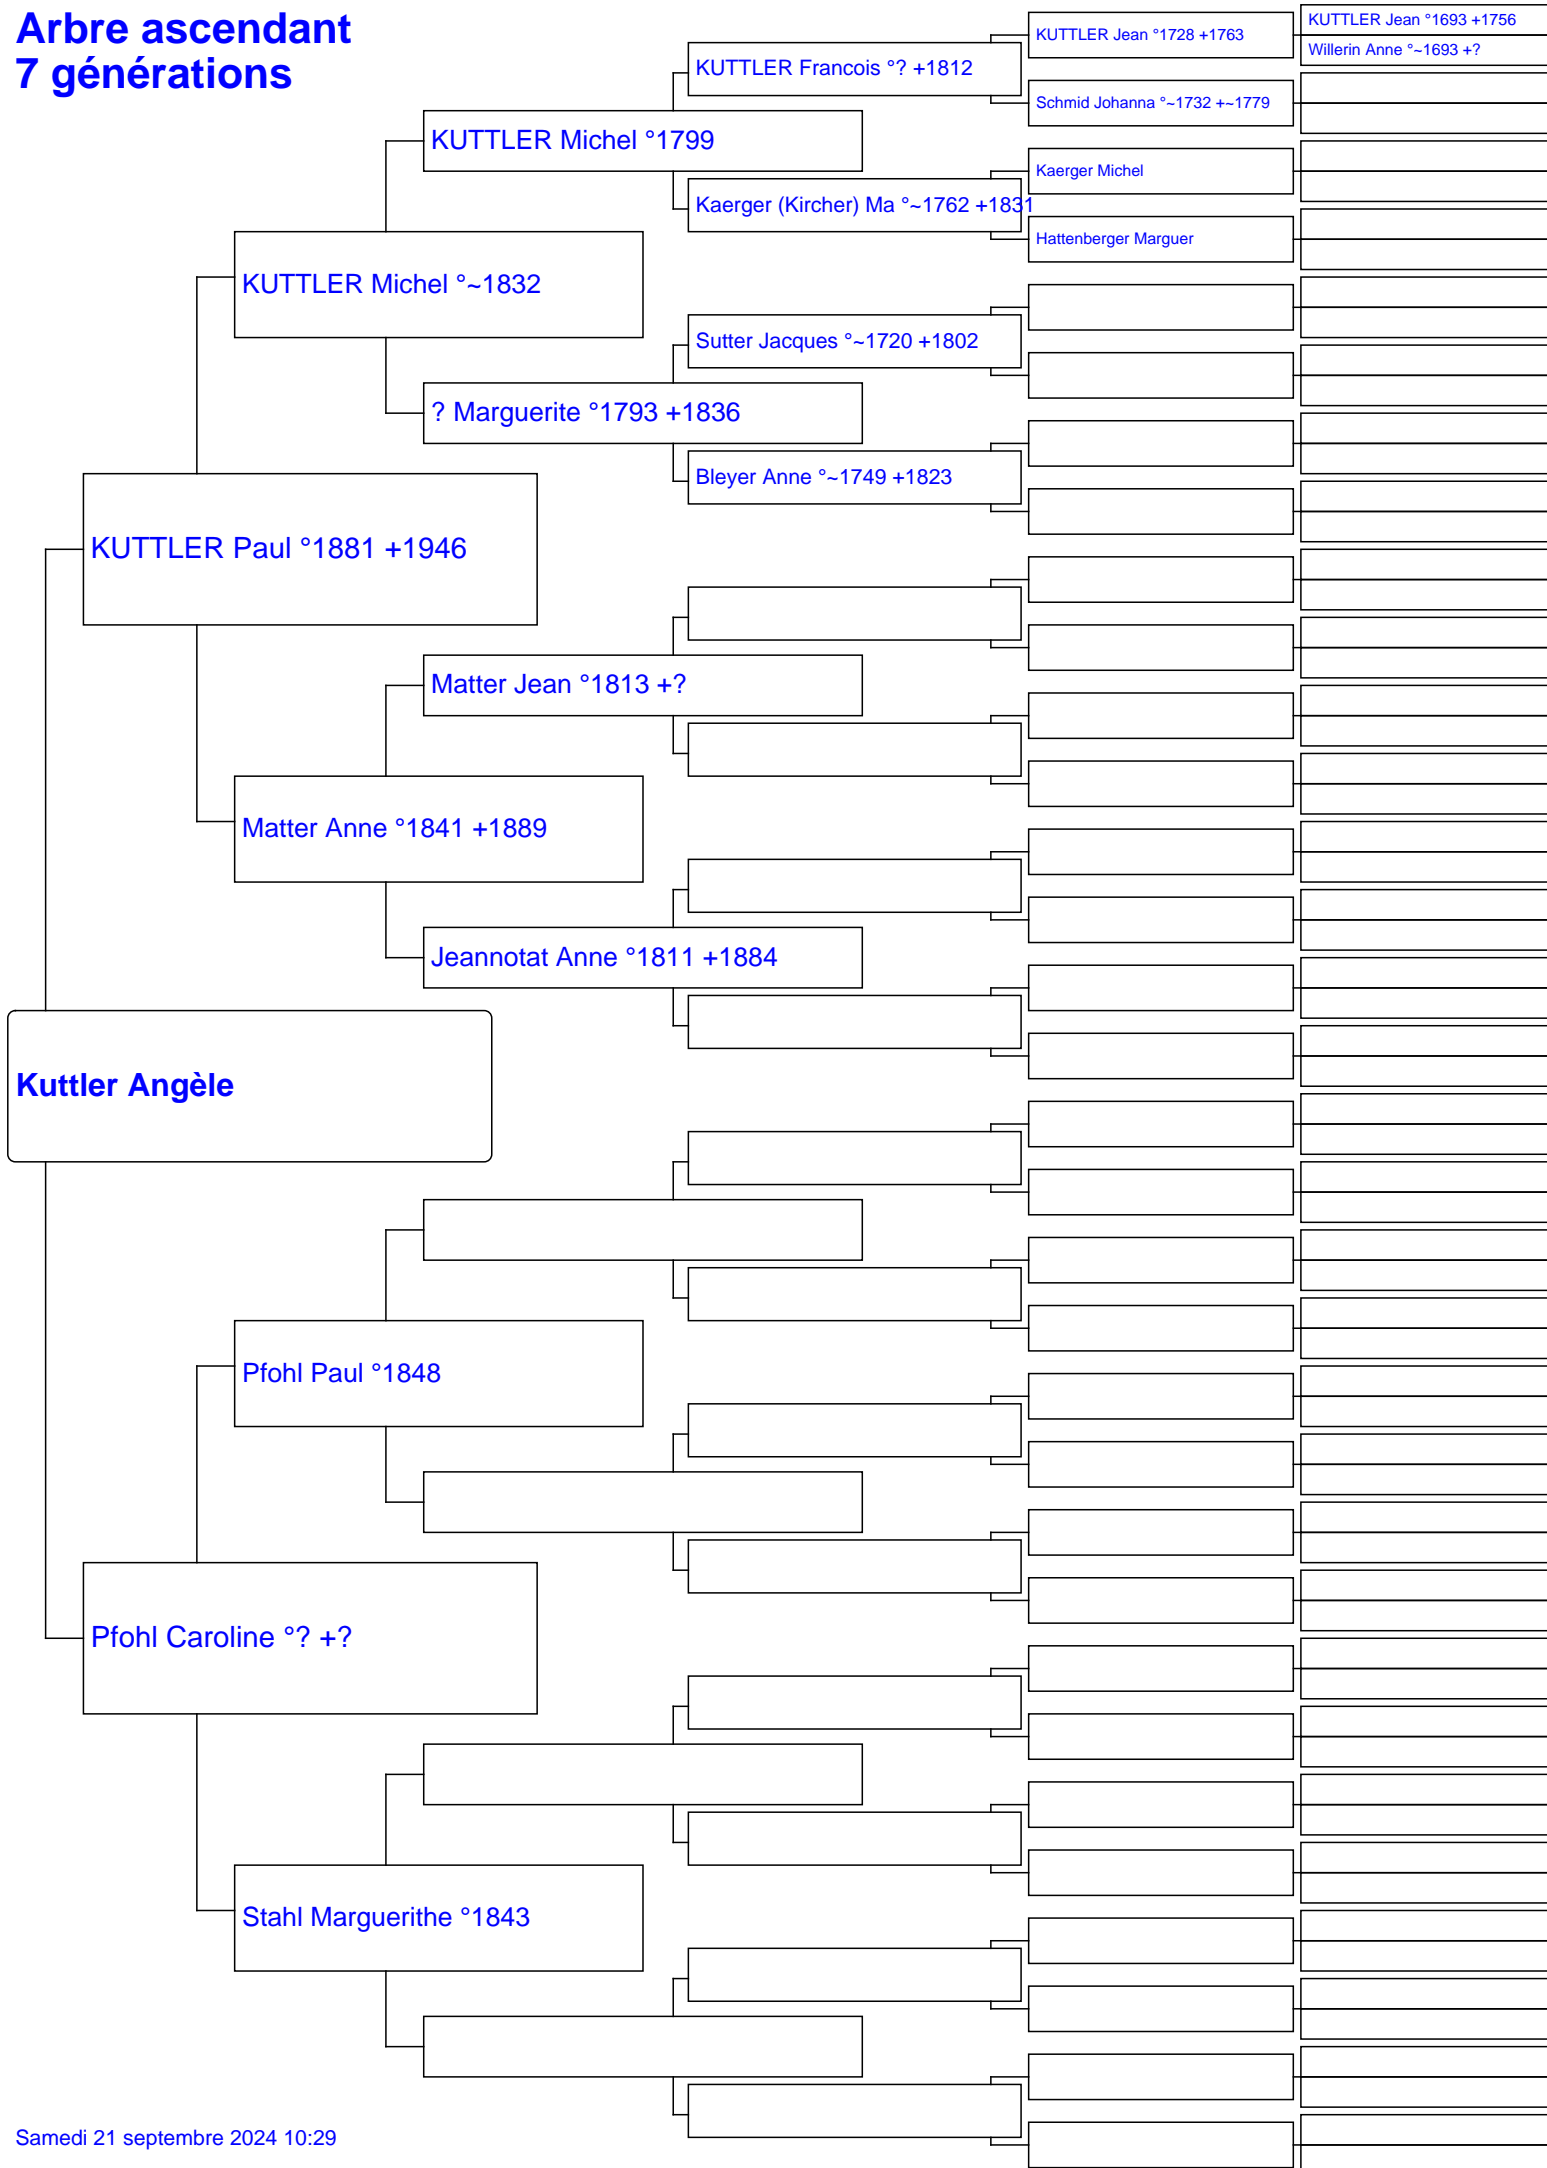 Arbre ascendant
7 générations
KUTTLER Jean °1693 +1756
KUTTLER Jean °1728 +1763
Willerin Anne °~1693 +?
KUTTLER Francois °? +1812
Schmid Johanna °~1732 +~1779
KUTTLER Michel °1799
Kaerger Michel
Kaerger (Kircher) Ma °~1762 +1831
Hattenberger Marguer
KUTTLER Michel °~1832
Sutter Jacques °~1720 +1802
? Marguerite °1793 +1836
Bleyer Anne °~1749 +1823
KUTTLER Paul °1881 +1946
Matter Jean °1813 +?
Matter Anne °1841 +1889
Jeannotat Anne °1811 +1884
Kuttler Angèle
Pfohl Paul °1848
Pfohl Caroline °? +?
Stahl Marguerithe °1843
Samedi 21 septembre 2024 10:29